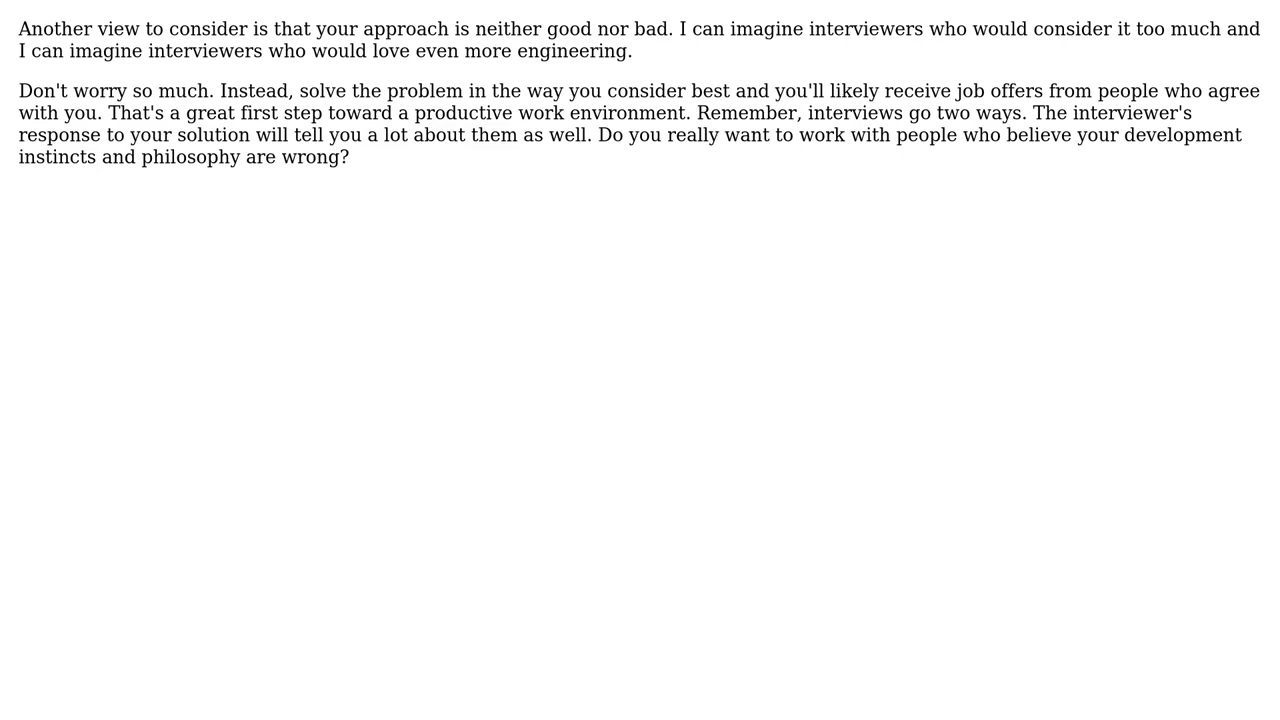 Another view to consider is that your approach is neither good nor bad. I can imagine interviewers who would consider it too much and
I can imagine interviewers who would love even more engineering.
Don't worry so much. Instead, solve the problem in the way you consider best and you'll likely receive job offers from people who agree
with you. That's a great first step toward a productive work environment. Remember, interviews go two ways. The interviewer's
response to your solution will tell you a lot about them as well. Do you really want to work with people who believe your development
instincts and philosophy are wrong?